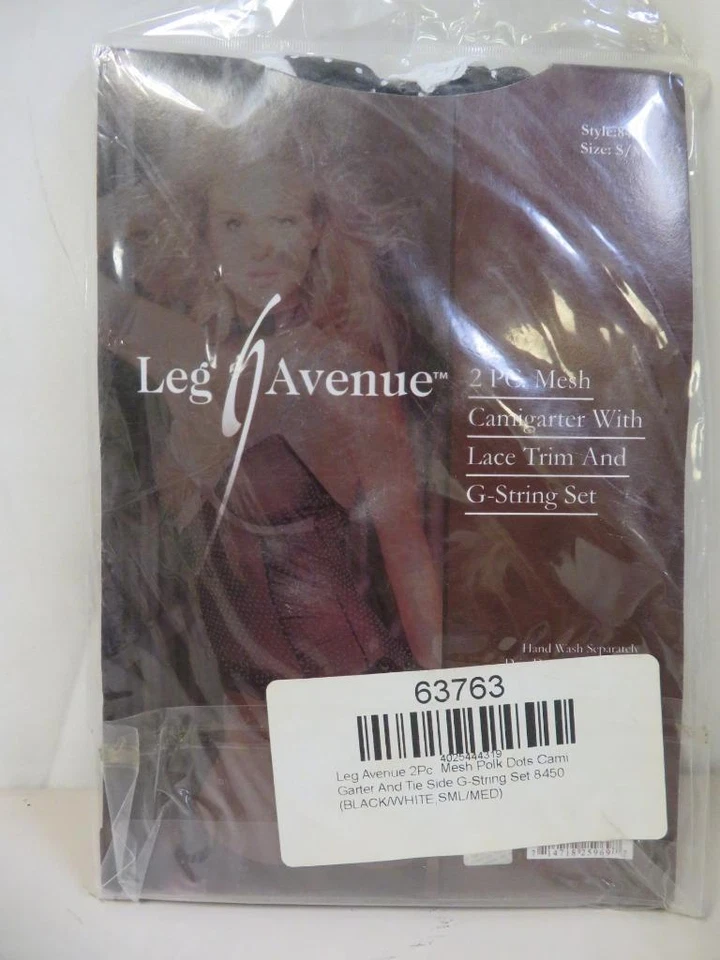 Style:84
Size: S/
Leg Avenue™
2 PC. Mesh
Camigarter With
Lace Trim And
G-String Set
Hand Wash Separately
63763
4025444319
Leg Avenue 2Pc Mesh Polk Dots Cami
Garter And Tie Side G-String Set 8450
(BLACK/WHITE,SML/MED)